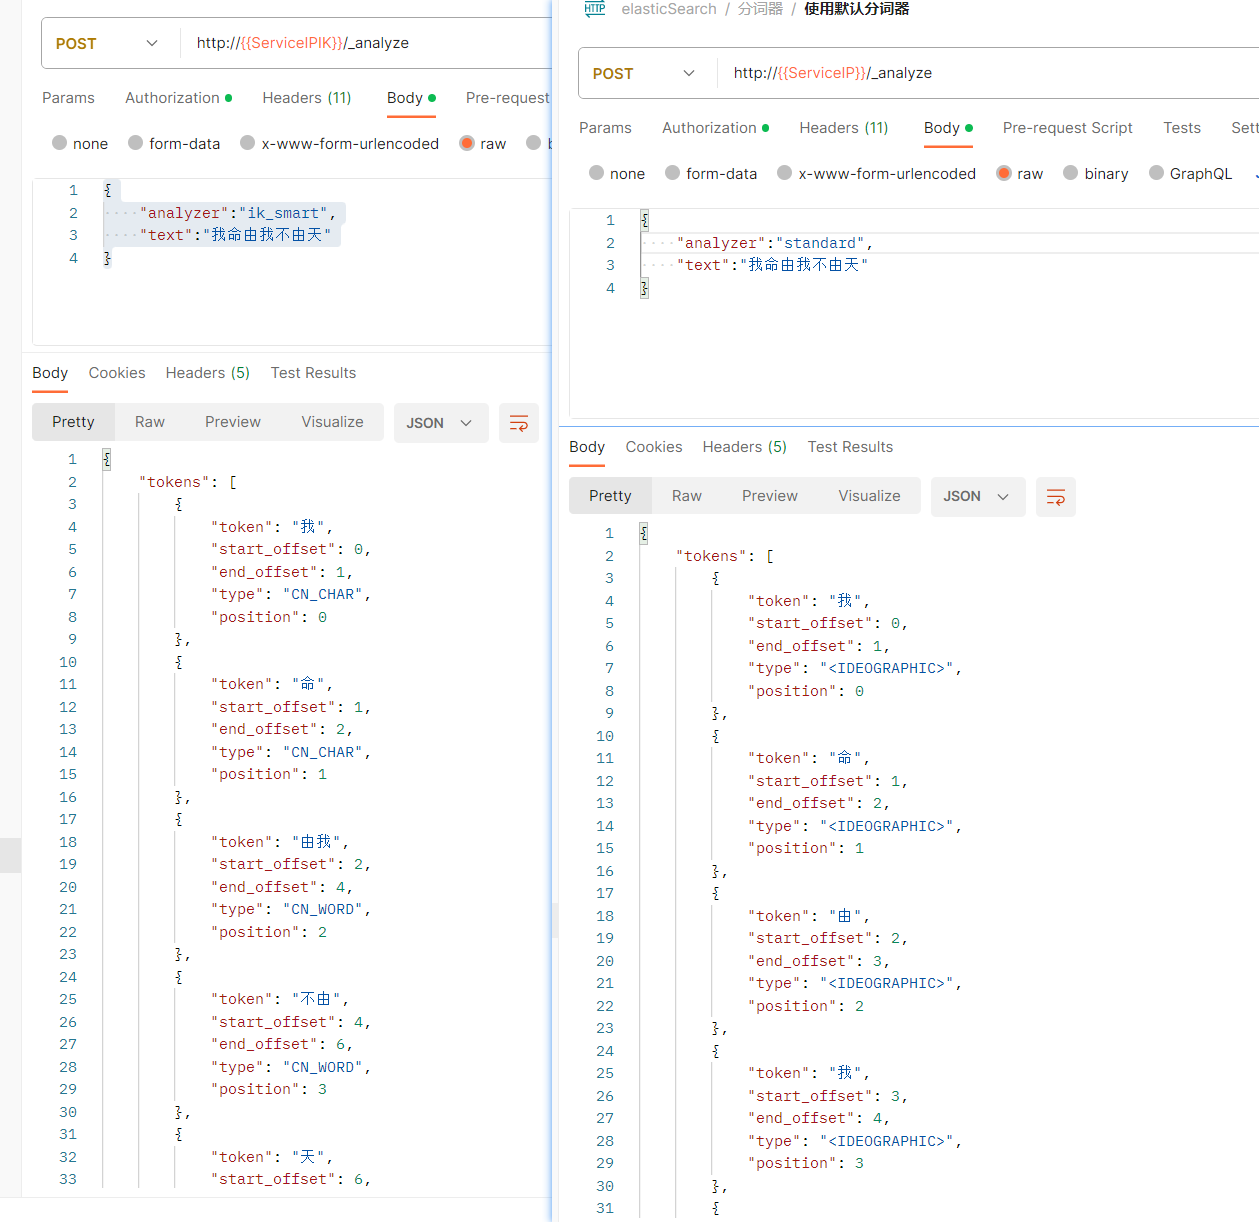 POST
http://{{ServiceIPIK}}/_analyze
Params Authorization Headers (11) Body Pre-request
none form-data x-www-form-urlencoded raw
1 {
2 "analyzer":"ik_smart",
3 "text":"我命由我不由天"
4 }
Body Cookies Headers (5) Test Results
Pretty Raw Preview Visualize JSON
1 {
2 "tokens": [
3 {
4 "token": "我",
5 "start_offset": 0,
6 "end_offset": 1,
7 "type": "CN_CHAR",
8 "position": 0
9 },
10 {
11 "token": "命",
12 "start_offset": 1,
13 "end_offset": 2,
14 "type": "CN_CHAR",
15 "position": 1
16 },
17 {
18 "token": "由我",
19 "start_offset": 2,
20 "end_offset": 4,
21 "type": "CN_WORD",
22 "position": 2
23 },
24 {
25 "token": "不由",
26 "start_offset": 4,
27 "end_offset": 6,
28 "type": "CN_WORD",
29 "position": 3
30 },
31 {
32 "token": "天",
33 "start_offset": 6,
HTTP elasticSearch / 分词器 / 使用默认分词器
POST
http://{{ServiceIP}}/_analyze
Params Authorization Headers (11) Body Pre-request Script Tests Sett
none form-data x-www-form-urlencoded raw binary GraphQL
1 {
2 "analyzer":"standard",
3 "text":"我命由我不由天"
4 }
Body Cookies Headers (5) Test Results
Pretty Raw Preview Visualize JSON
1 {
2 "tokens": [
3 {
4 "token": "我",
5 "start_offset": 0,
6 "end_offset": 1,
7 "type": "<IDEOGRAPHIC>",
8 "position": 0
9 },
10 {
11 "token": "命",
12 "start_offset": 1,
13 "end_offset": 2,
14 "type": "<IDEOGRAPHIC>",
15 "position": 1
16 },
17 {
18 "token": "由",
19 "start_offset": 2,
20 "end_offset": 3,
21 "type": "<IDEOGRAPHIC>",
22 "position": 2
23 },
24 {
25 "token": "我",
26 "start_offset": 3,
27 "end_offset": 4,
28 "type": "<IDEOGRAPHIC>",
29 "position": 3
30 },
31 {